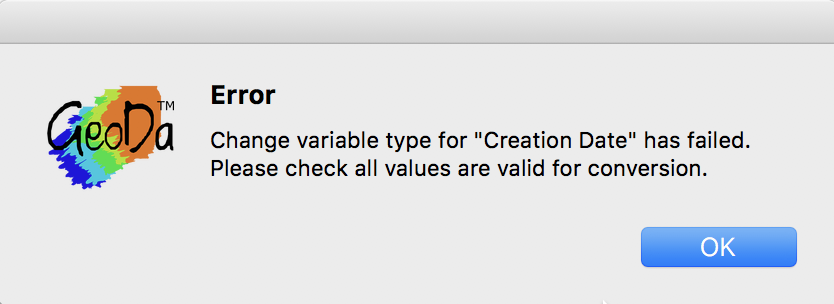 GeoDa™
Error
Change variable type for "Creation Date" has failed.
Please check all values are valid for conversion.
OK